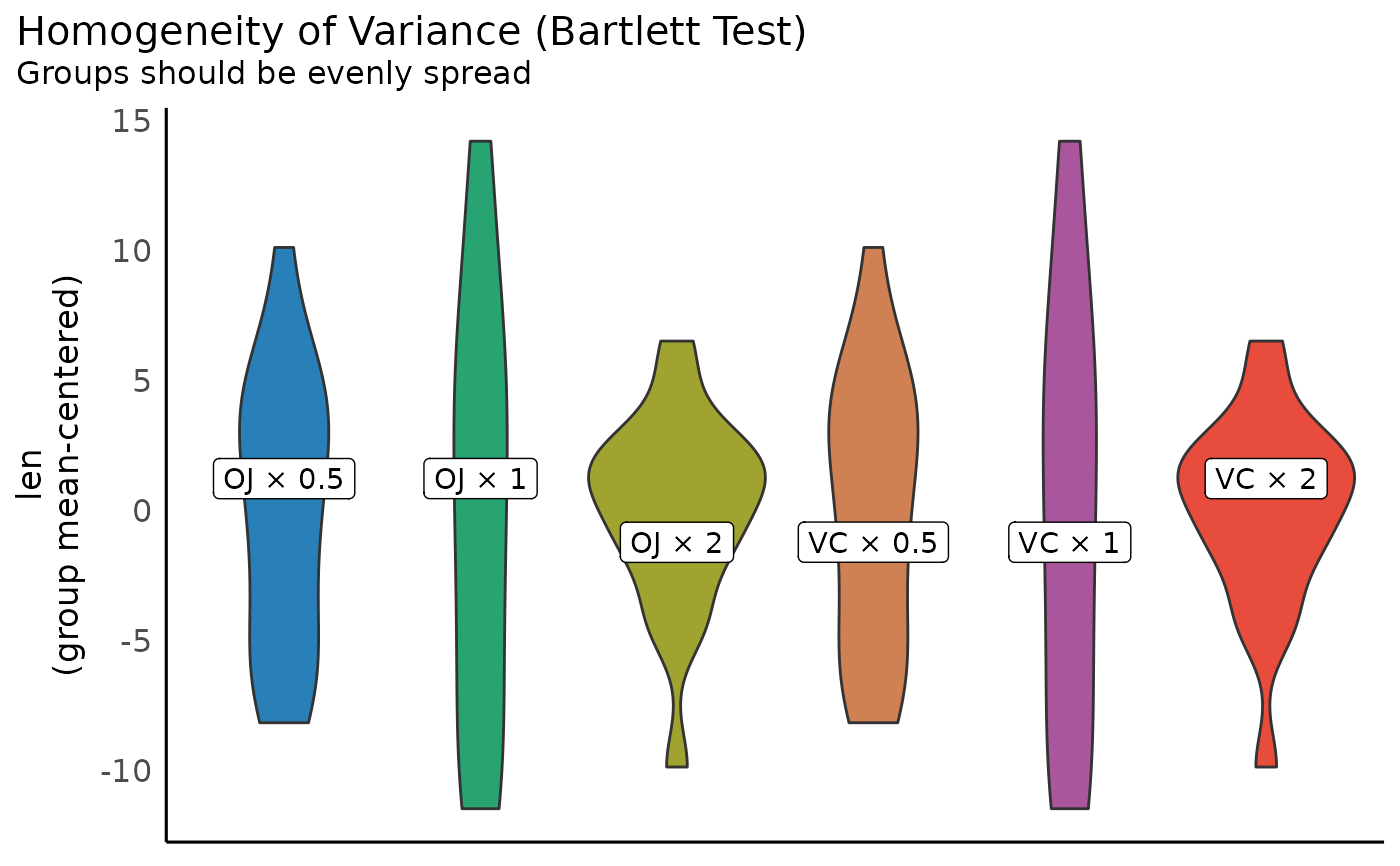 Homogeneity of Variance (Bartlett Test)
Groups should be evenly spread
len
(group mean-centered)
15
10
5
0
-5
-10
OJ × 0.5
OJ × 1
OJ × 2
VC × 0.5
VC × 1
VC × 2